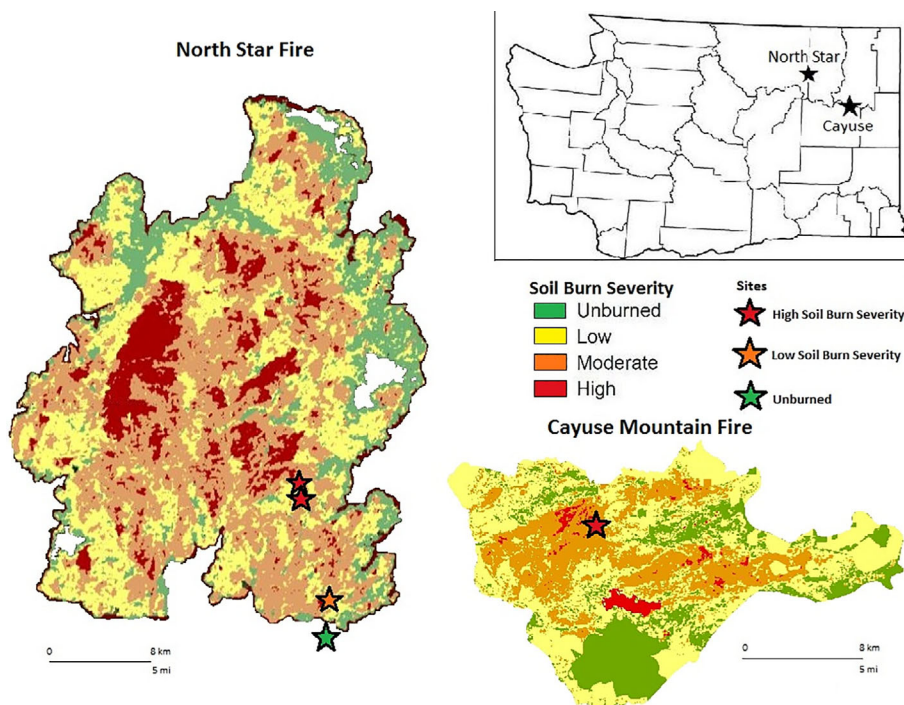 North Star Fire
North Star
Cayuse
Soil Burn Severity
Unburned
Low
Moderate
High
Sites
High Soil Burn Severity
Low Soil Burn Severity
Unburned
Cayuse Mountain Fire
0 8 km
5 mi
0 8 km
5 mi